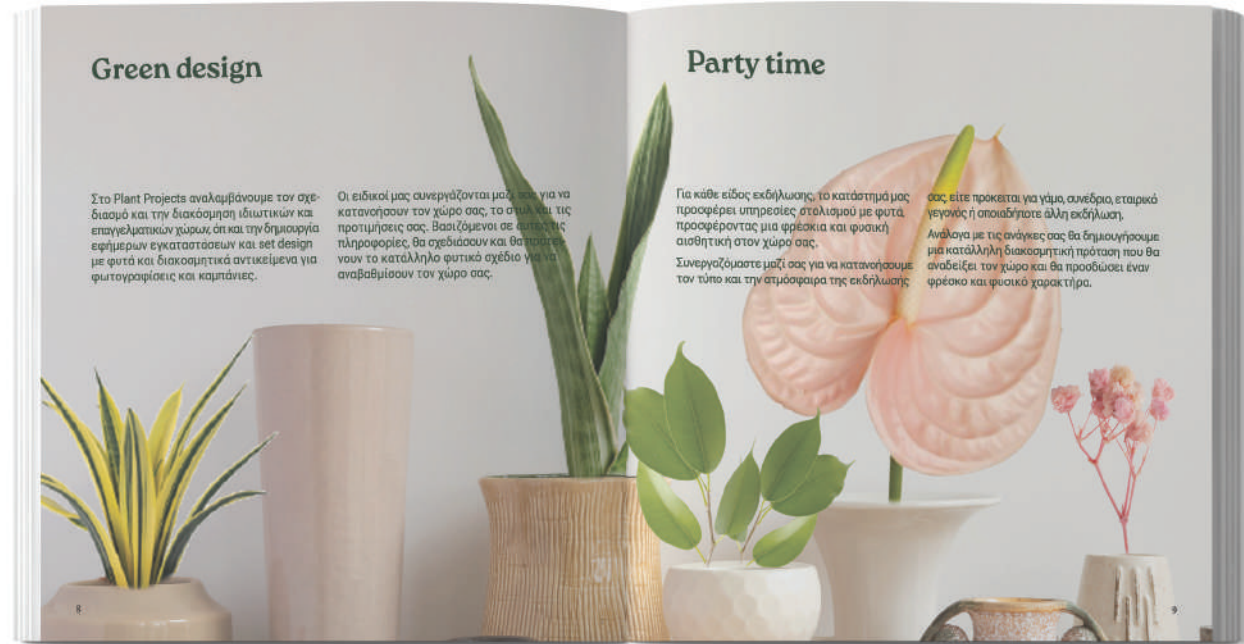 Green design
Στο Plant Projects αναλαμβάνουμε τον σχε-
διασμό και την διακόσμηση ιδιωτικών και
επαγγελματικών χώρων, ότι και την δημιουργία
εφήμερων εγκαταστάσεων και set design
με φυτά και διακοσμητικά αντικείμενα για
φωτογραφίσεις και καμπάνιες.
Οι ειδικοί μας συνεργάζονται μαζί σας για να
κατανοήσουν τον χώρο σας, το στυλ και τις
προτιμήσεις σας. Βασιζόμενοι σε αυτές τις
πληροφορίες, θα σχεδιάσουν και θα προτεί-
νουν το κατάλληλο φυτικό σχέδιο για να
αναβαθμίσουν τον χώρο σας.
8
Party time
Για κάθε είδος εκδήλωσης, το κατάστημά μας
προσφέρει υπηρεσίες στολισμού με φυτά,
προσφέροντας μια φρέσκια και φυσική
αισθητική στον χώρο σας.
Συνεργαζόμαστε μαζί σας για να κατανοήσουμε
τον τύπο και την ατμόσφαιρα της εκδήλωσής
σας, είτε πρόκειται για γάμο, συνέδριο, εταιρικό
γεγονός ή οποιαδήποτε άλλη εκδήλωση.
Ανάλογα με τις ανάγκες σας θα δημιουργήσουμε
μια κατάλληλη διακοσμητική πρόταση που θα
αναδείξει τον χώρο και θα προσδώσει έναν
φρέσκο και φυσικό χαρακτήρα.
9